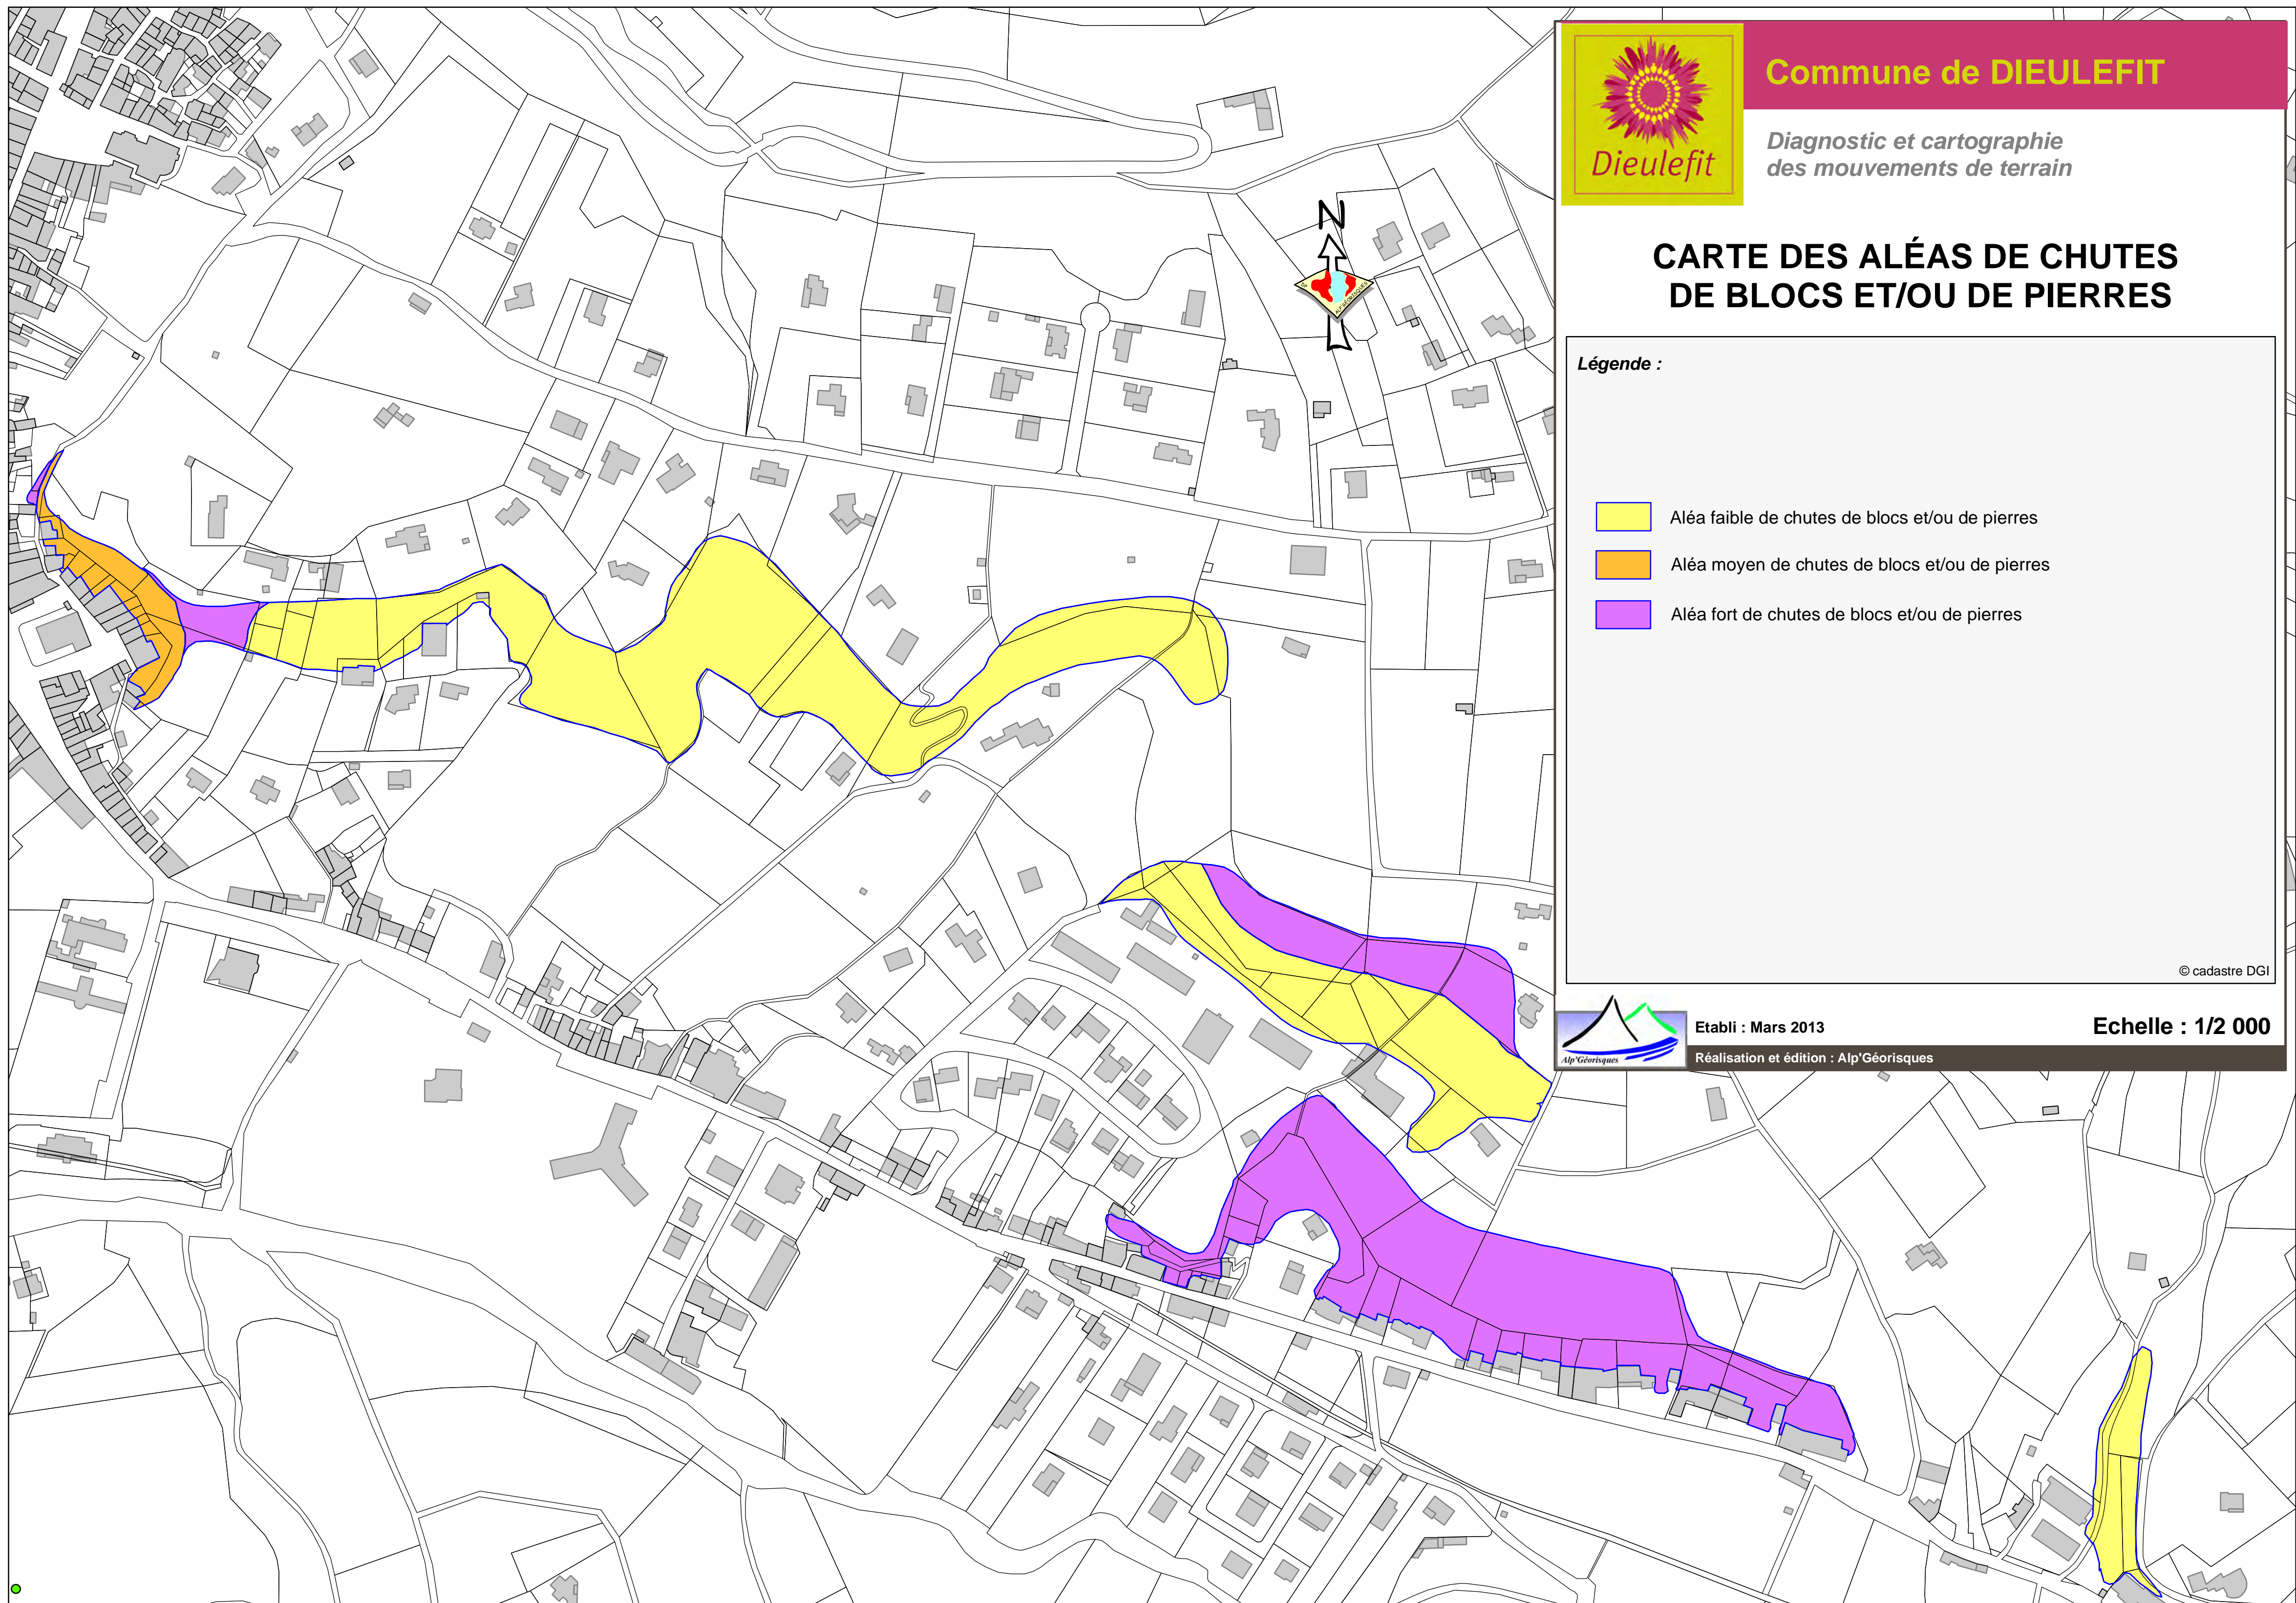 Commune de DIEULEFIT
Dieulefit
Diagnostic et cartographie
des mouvements de terrain
CARTE DES ALÉAS DE CHUTES
DE BLOCS ET/OU DE PIERRES
N
ALP'GÉORISQUES
Légende :
Aléa faible de chutes de blocs et/ou de pierres
Aléa moyen de chutes de blocs et/ou de pierres
Aléa fort de chutes de blocs et/ou de pierres
© cadastre DGI
Alp'Géorisques
Etabli : Mars 2013
Echelle : 1/2 000
Réalisation et édition : Alp'Géorisques